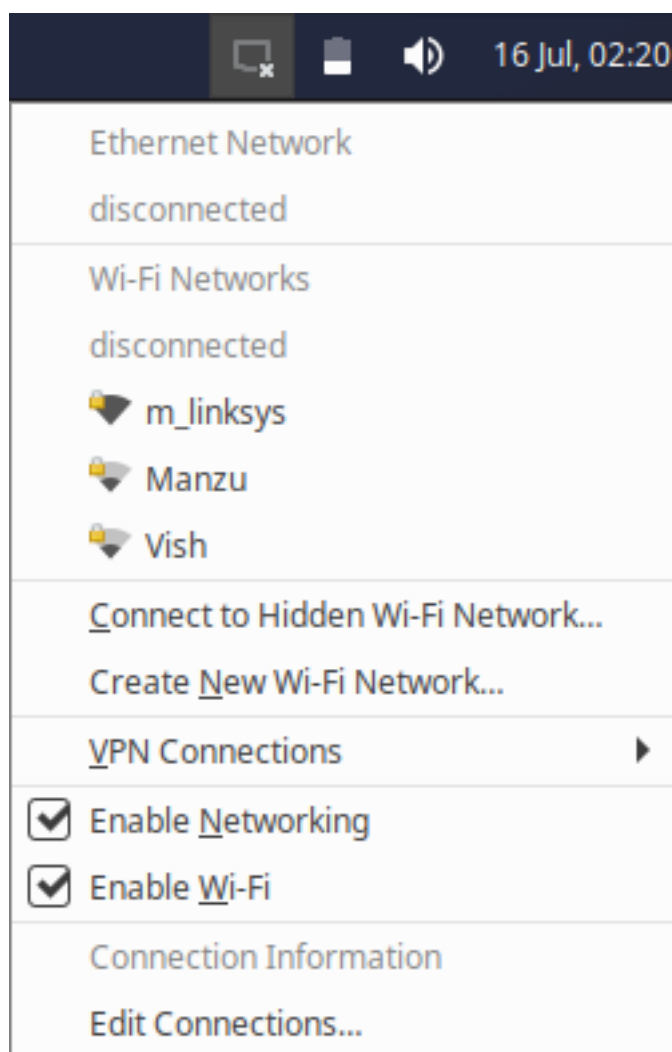 16 Jul, 02:20
Ethernet Network
disconnected
Wi-Fi Networks
disconnected
m_linksys
Manzu
Vish
Connect to Hidden Wi-Fi Network...
Create New Wi-Fi Network...
VPN Connections
Enable Networking
Enable Wi-Fi
Connection Information
Edit Connections...